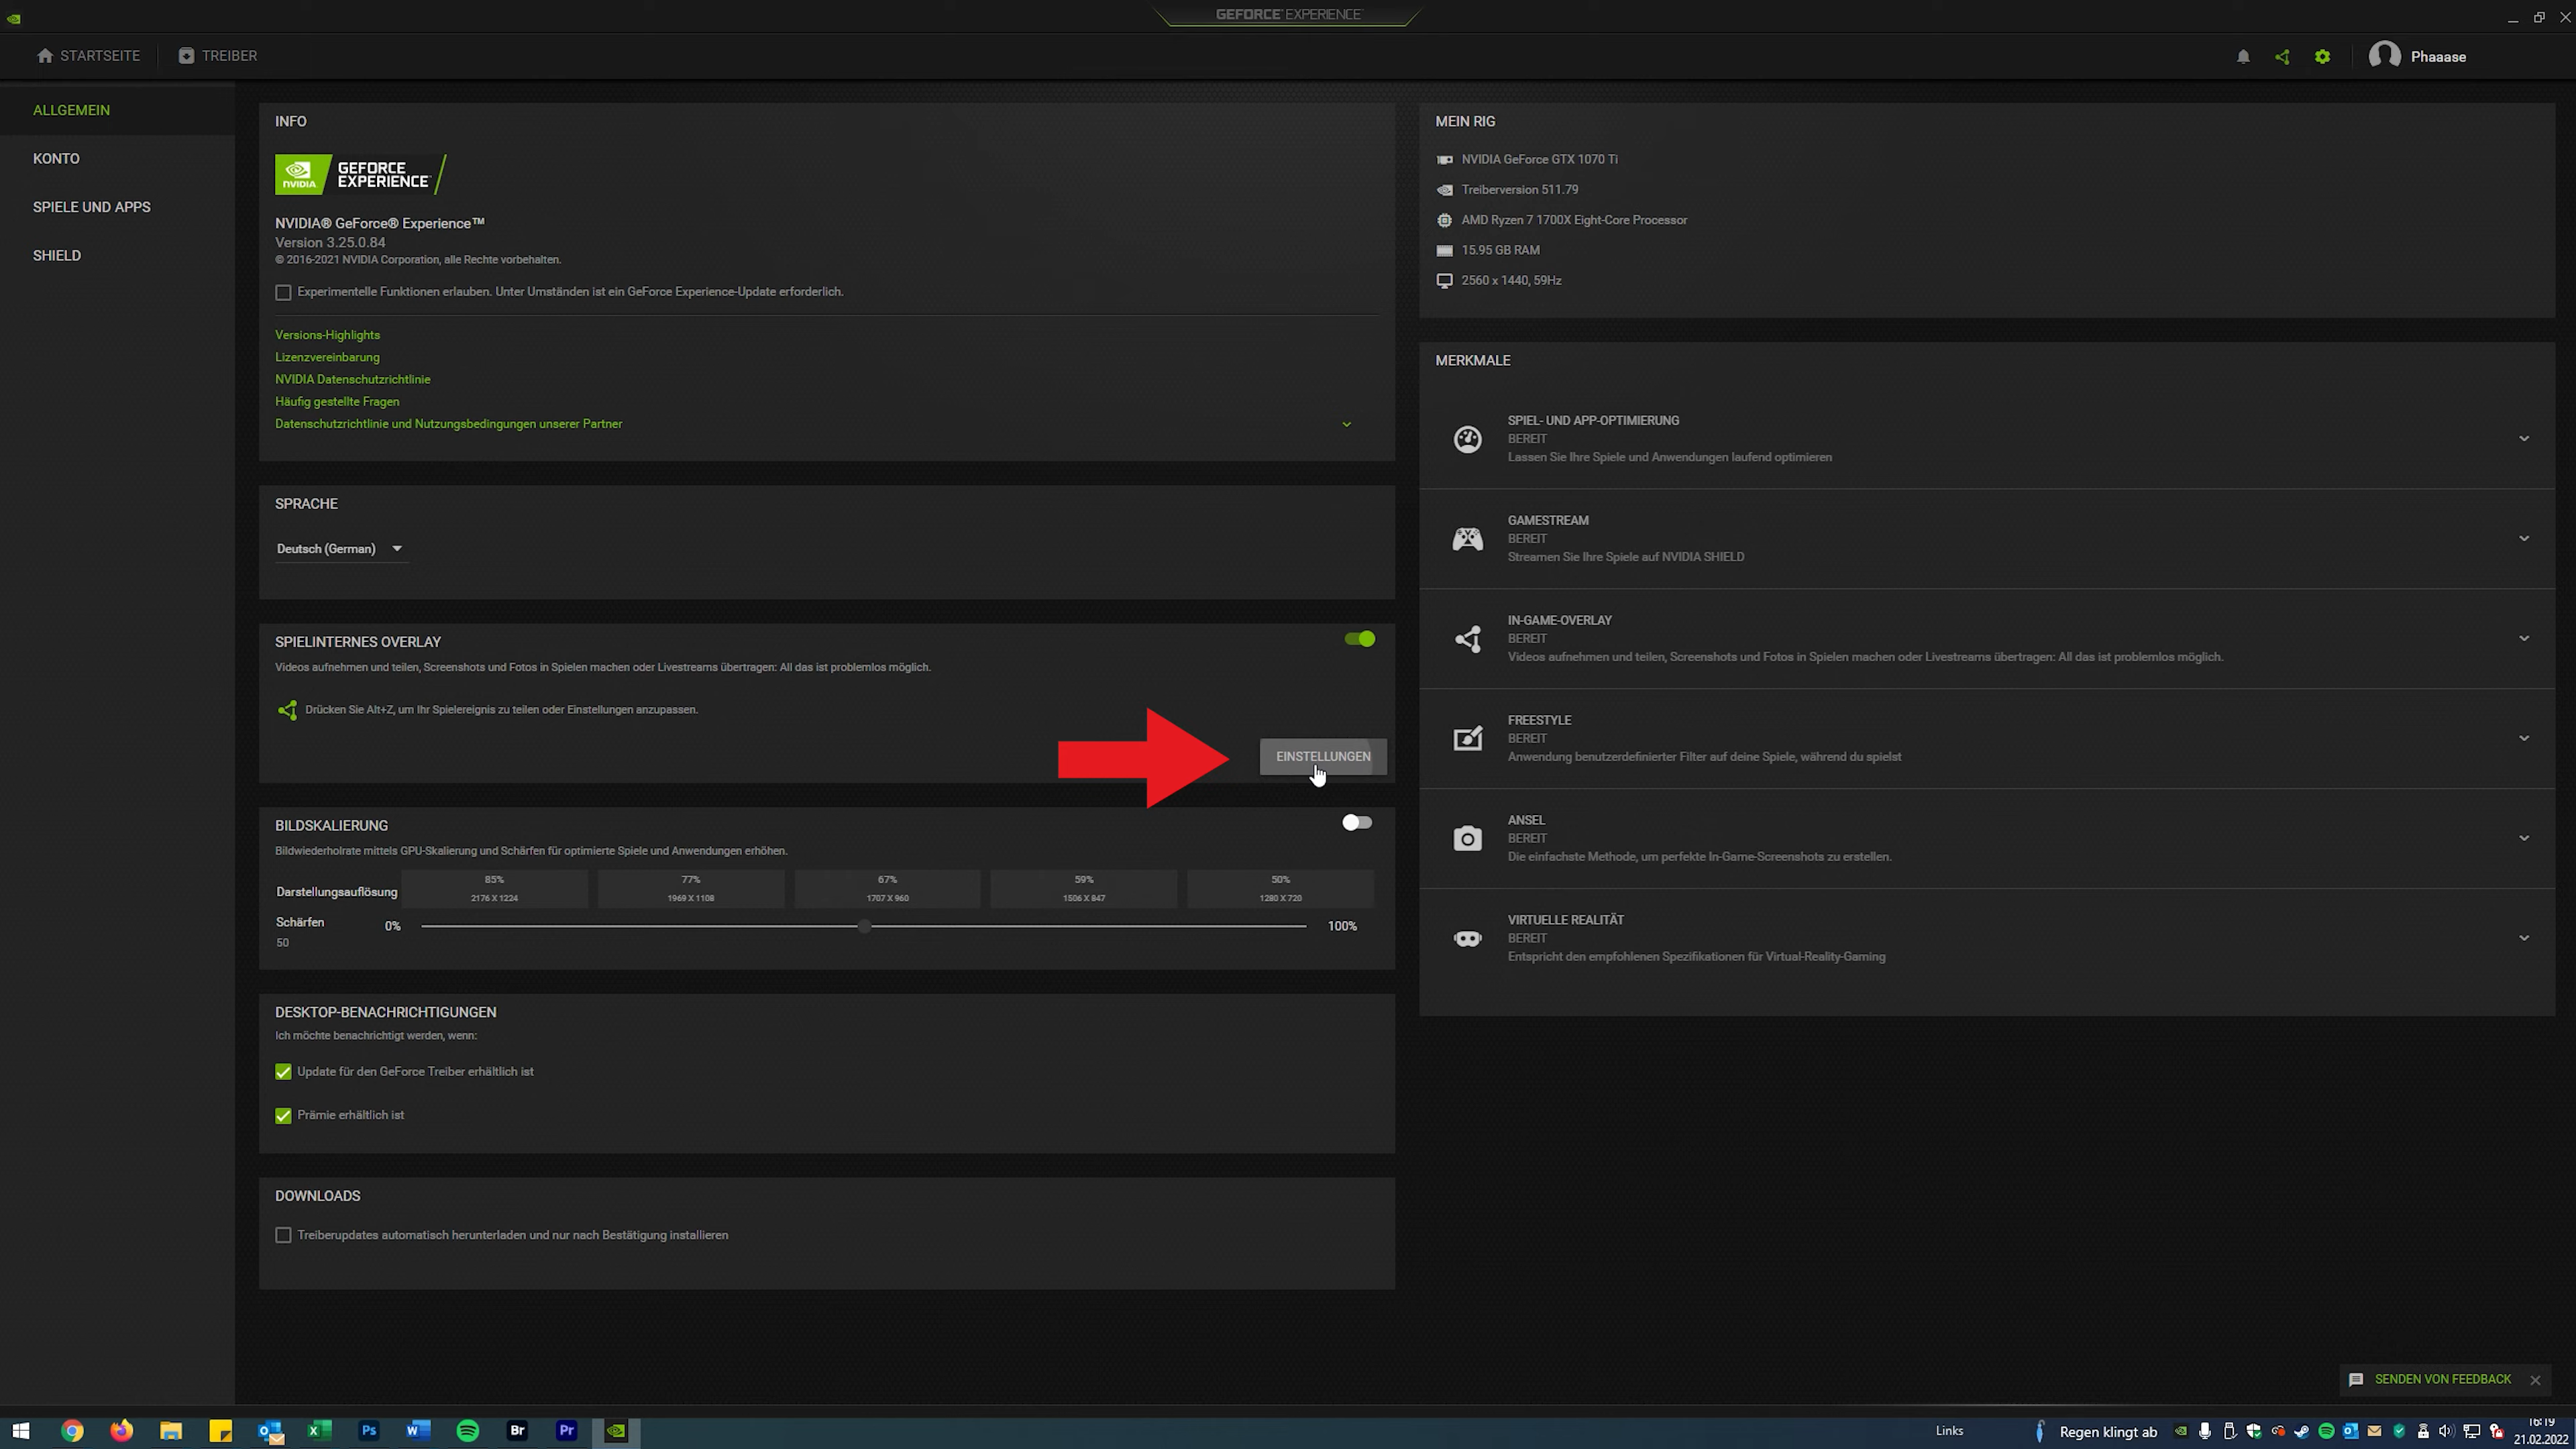 GEFORCE EXPERIENCE
STARTSEITE
TREIBER
Phaaase
ALLGEMEIN
KONTO
SPIELE UND APPS
SHIELD
INFO
NVIDIA
GEFORCE
EXPERIENCE
NVIDIA® GeForce® Experience™
Version 3.25.0.84
© 2016-2021 NVIDIA Corporation, alle Rechte vorbehalten.
Experimentelle Funktionen erlauben. Unter Umständen ist ein GeForce Experience-Update erforderlich.
Versions-Highlights
Lizenzvereinbarung
NVIDIA Datenschutzrichtlinie
Häufig gestellte Fragen
Datenschutzrichtlinie und Nutzungsbedingungen unserer Partner
SPRACHE
Deutsch (German)
SPIELINTERNES OVERLAY
Videos aufnehmen und teilen, Screenshots und Fotos in Spielen machen oder Livestreams übertragen: All das ist problemlos möglich.
Drücken Sie Alt+Z, um Ihr Spielereignis zu teilen oder Einstellungen anzupassen.
EINSTELLUNGEN
BILDSKALIERUNG
Bildwiederholrate mittels GPU-Skalierung und Schärfen für optimierte Spiele und Anwendungen erhöhen.
Darstellungsauflösung
85%
2176 X 1224
77%
1969 X 1108
67%
1707 X 960
59%
1506 X 847
50%
1280 X 720
Schärfen
50
0%
100%
DESKTOP-BENACHRICHTIGUNGEN
Ich möchte benachrichtigt werden, wenn:
Update für den GeForce Treiber erhältlich ist
Prämie erhältlich ist
DOWNLOADS
Treiberupdates automatisch herunterladen und nur nach Bestätigung installieren
MEIN RIG
NVIDIA GeForce GTX 1070 Ti
Treiberversion 511.79
AMD Ryzen 7 1700X Eight-Core Processor
15.95 GB RAM
2560 x 1440, 59Hz
MERKMALE
SPIEL- UND APP-OPTIMIERUNG
BEREIT
Lassen Sie Ihre Spiele und Anwendungen laufend optimieren
GAMESTREAM
BEREIT
Streamen Sie Ihre Spiele auf NVIDIA SHIELD
IN-GAME-OVERLAY
BEREIT
Videos aufnehmen und teilen, Screenshots und Fotos in Spielen machen oder Livestreams übertragen: All das ist problemlos möglich.
FREESTYLE
BEREIT
Anwendung benutzerdefinierter Filter auf deine Spiele, während du spielst
ANSEL
BEREIT
Die einfachste Methode, um perfekte In-Game-Screenshots zu erstellen.
VIRTUELLE REALITÄT
BEREIT
Entspricht den empfohlenen Spezifikationen für Virtual-Reality-Gaming
SENDEN VON FEEDBACK
Ps
Br
Pr
Links
Regen klingt ab
16:19
21.02.2022